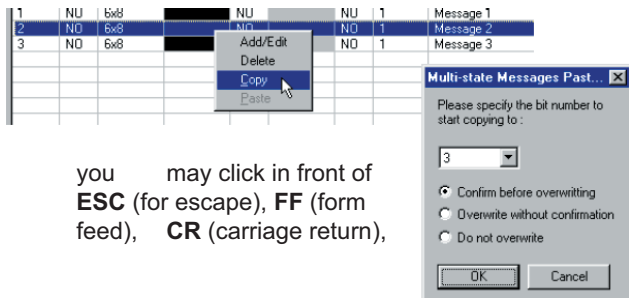 1 NO 6x8 NO NO 1 Message 1
2 NO 6x8 NO NO 1 Message 2
3 NO 6x8 NO NO 1 Message 3
Add/Edit
Delete
Copy
Paste
Multi-state Messages Past...
Please specify the bit number to
start copying to :
3
Confirm before overwritting
Overwrite without confirmation
Do not overwrite
OK Cancel
you may click in front of
ESC (for escape), FF (form
feed), CR (carriage return),